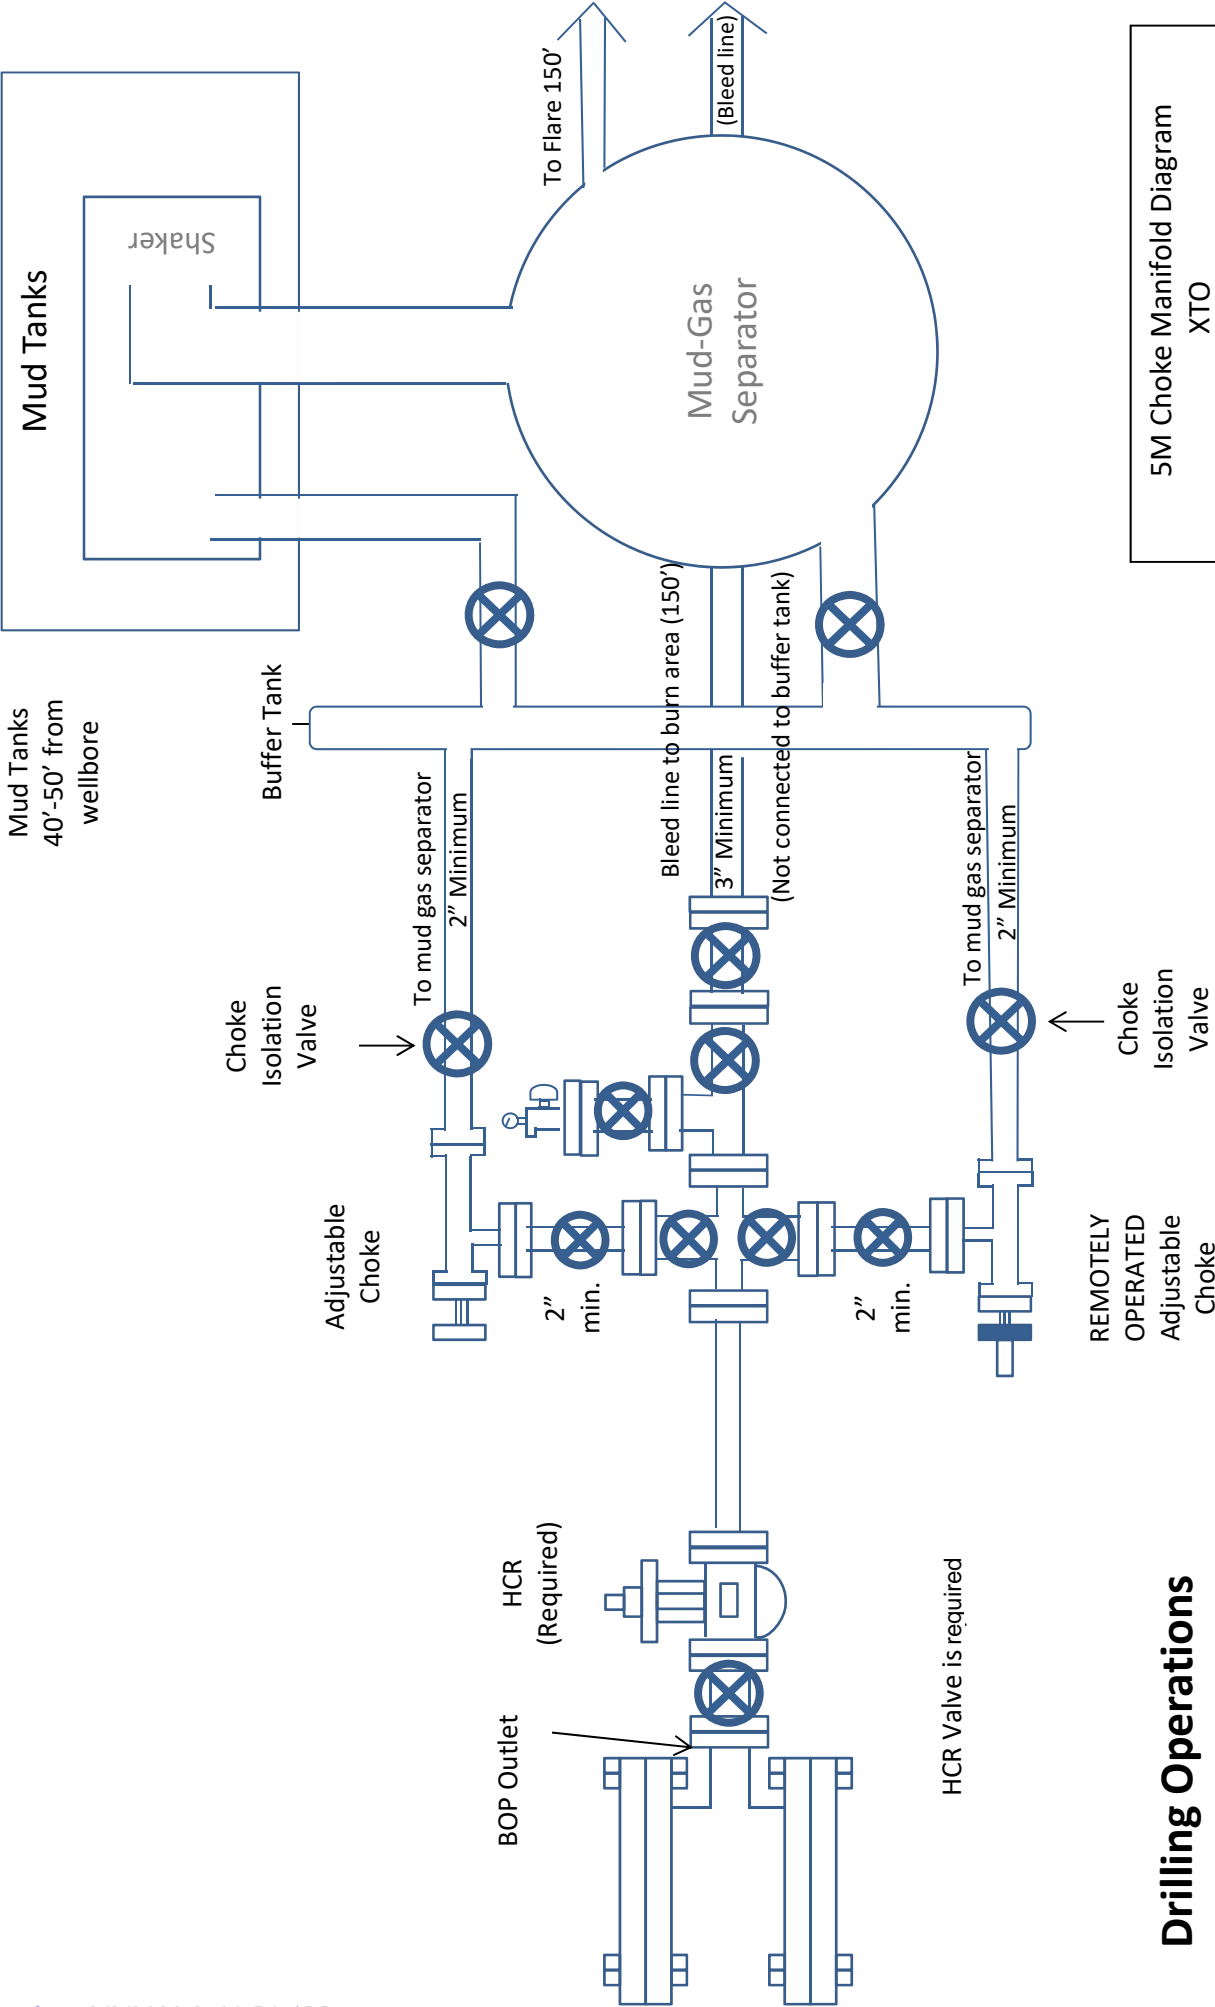 Mud Tanks
40’-50’ from
wellbore
Mud Tanks
Shaker
Buffer Tank
Choke
Isolation
Valve
Adjustable
Choke
To mud gas separator
2” Minimum
To Flare 150’
(Bleed line)
Mud-Gas
Separator
Bleed line to burn area (150’)
3” Minimum
(Not connected to buffer tank)
HCR
(Required)
BOP Outlet
2”
min.
2”
min.
To mud gas separator
2” Minimum
HCR Valve is required
REMOTELY
OPERATED
Adjustable
Choke
Choke
Isolation
Valve
Drilling Operations
5M Choke Manifold Diagram
XTO